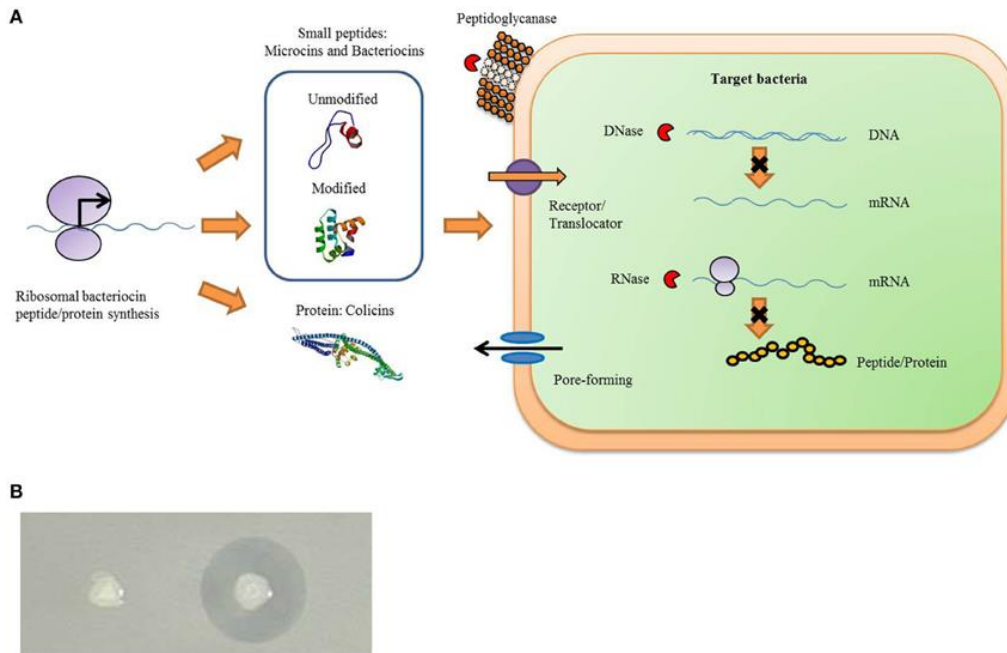 A
Small peptides:
Microcins and Bacteriocins
Unmodified
Modified
Protein: Colicins
Ribosomal bacteriocin
peptide/protein synthesis
Peptidoglycanase
Target bacteria
DNase
DNA
mRNA
Receptor/
Translocator
RNase
mRNA
Peptide/Protein
Pore-forming
B